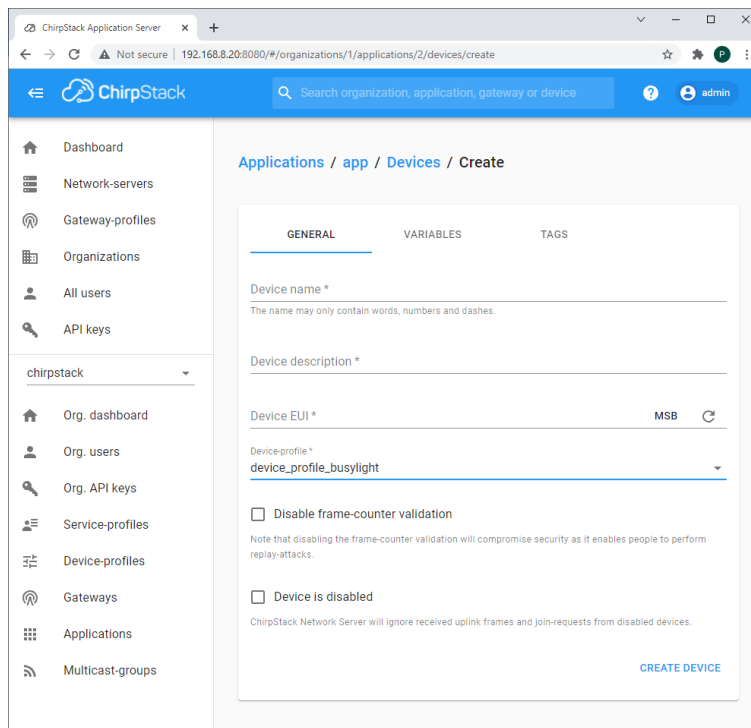 ChirpStack Application Server
Not secure | 192.168.8.20:8080/#/organizations/1/applications/2/devices/create
P
ChirpStack
Search organization, application, gateway or device
?
admin
Dashboard
Network-servers
Gateway-profiles
Organizations
All users
API keys
chirpstack
Org. dashboard
Org. users
Org. API keys
Service-profiles
Device-profiles
Gateways
Applications
Multicast-groups
Applications / app / Devices / Create
GENERAL VARIABLES TAGS
Device name *
The name may only contain words, numbers and dashes.
Device description *
Device EUI * MSB
Device-profile *
device_profile_busylight
Disable frame-counter validation
Note that disabling the frame-counter validation will compromise security as it enables people to perform
replay-attacks.
Device is disabled
ChirpStack Network Server will ignore received uplink frames and join-requests from disabled devices.
CREATE DEVICE